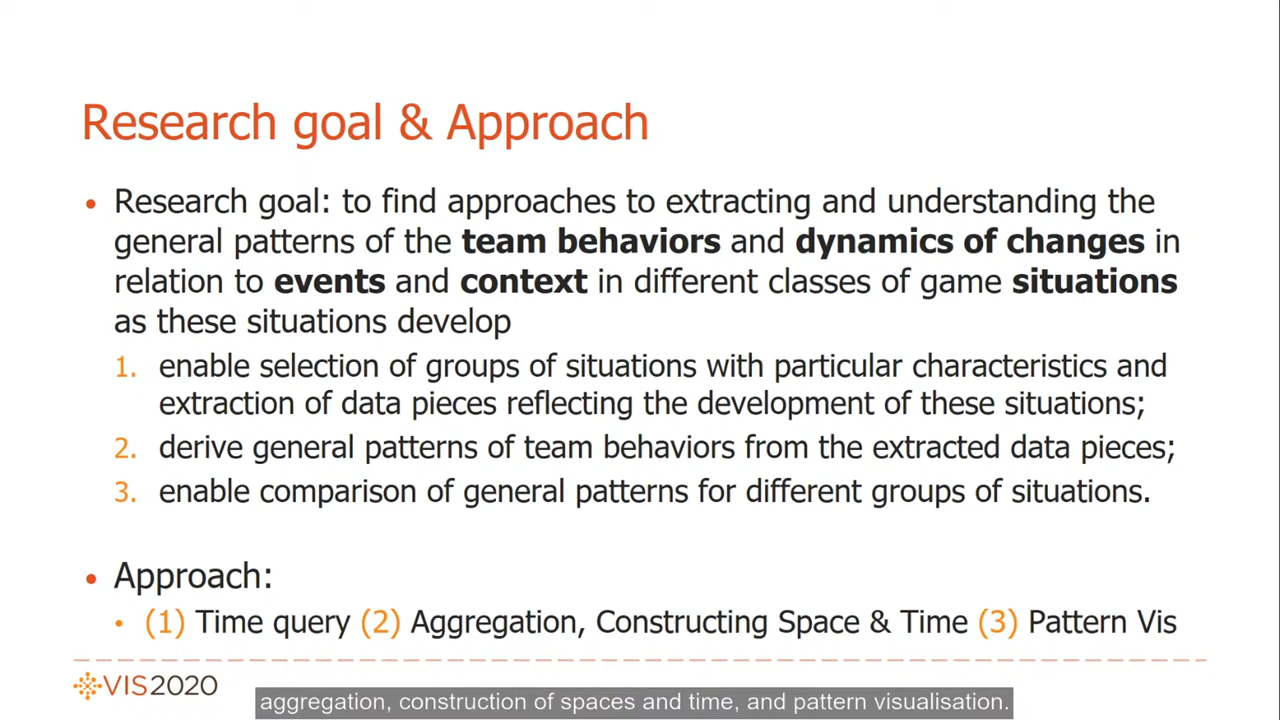 Research goal & Approach
• Research goal: to find approaches to extracting and understanding the
general patterns of the team behaviors and dynamics of changes in
relation to events and context in different classes of game situations
as these situations develop
1. enable selection of groups of situations with particular characteristics and
extraction of data pieces reflecting the development of these situations;
2. derive general patterns of team behaviors from the extracted data pieces;
3. enable comparison of general patterns for different groups of situations.
• Approach:
• (1) Time query (2) Aggregation, Constructing Space & Time (3) Pattern Vis
VIS2020
aggregation, construction of spaces and time, and pattern visualisation.